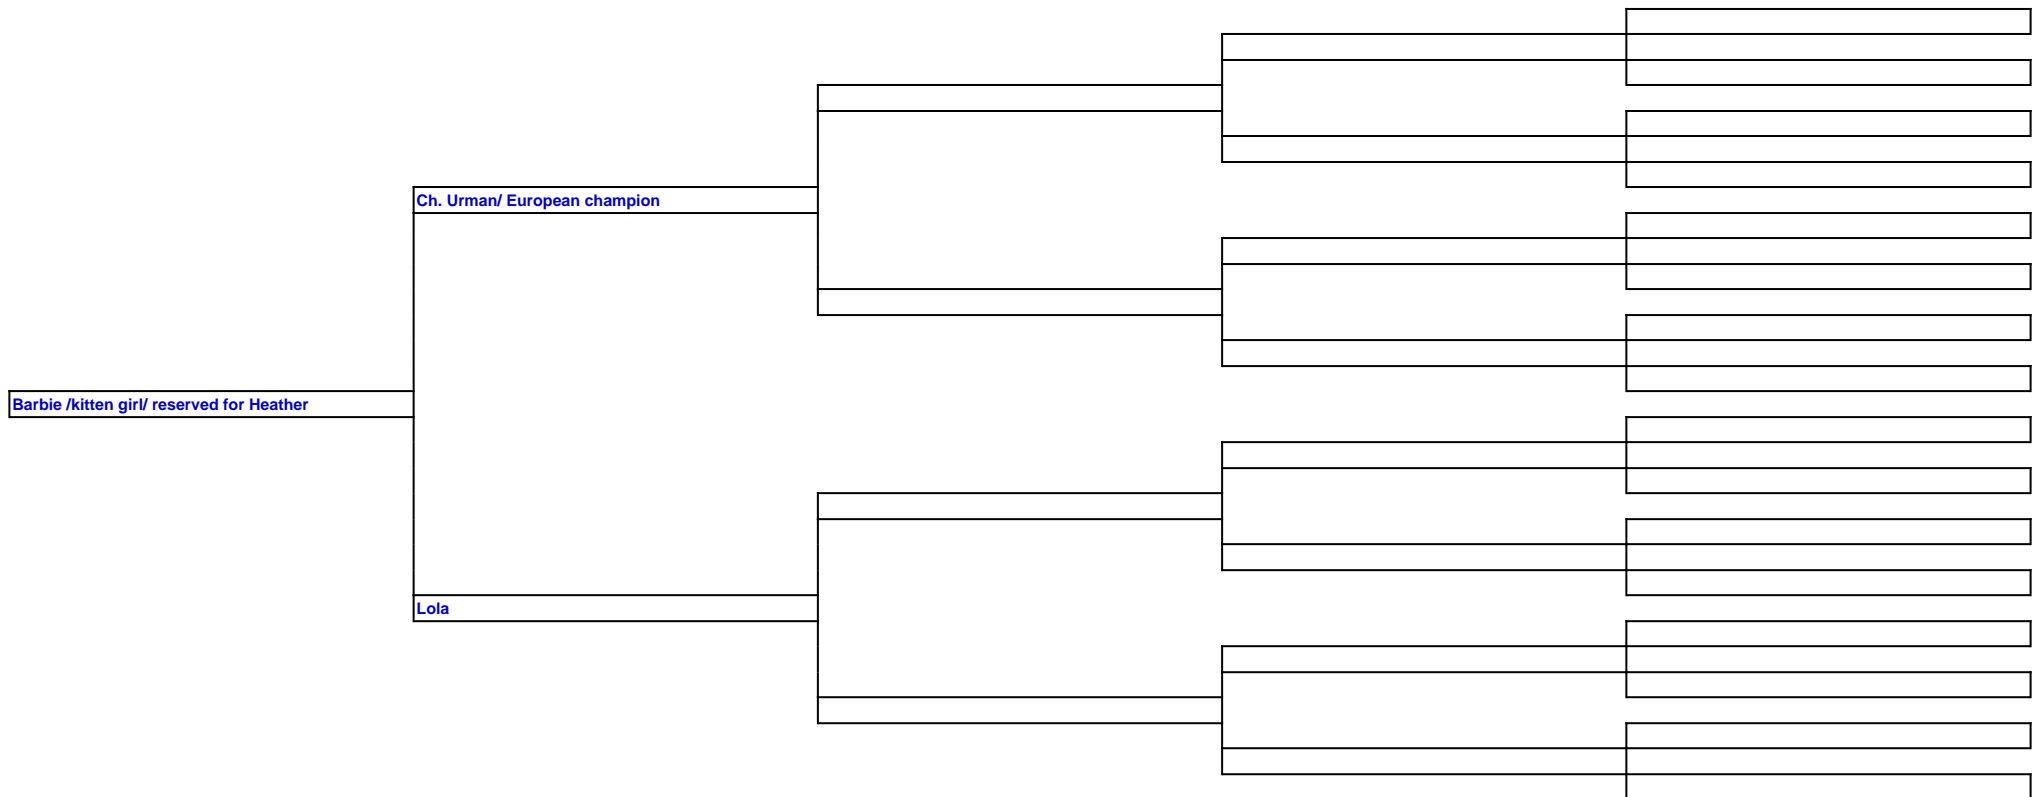 Ch. Urman/ European champion
Barbie /kitten girl/ reserved for Heather
Lola